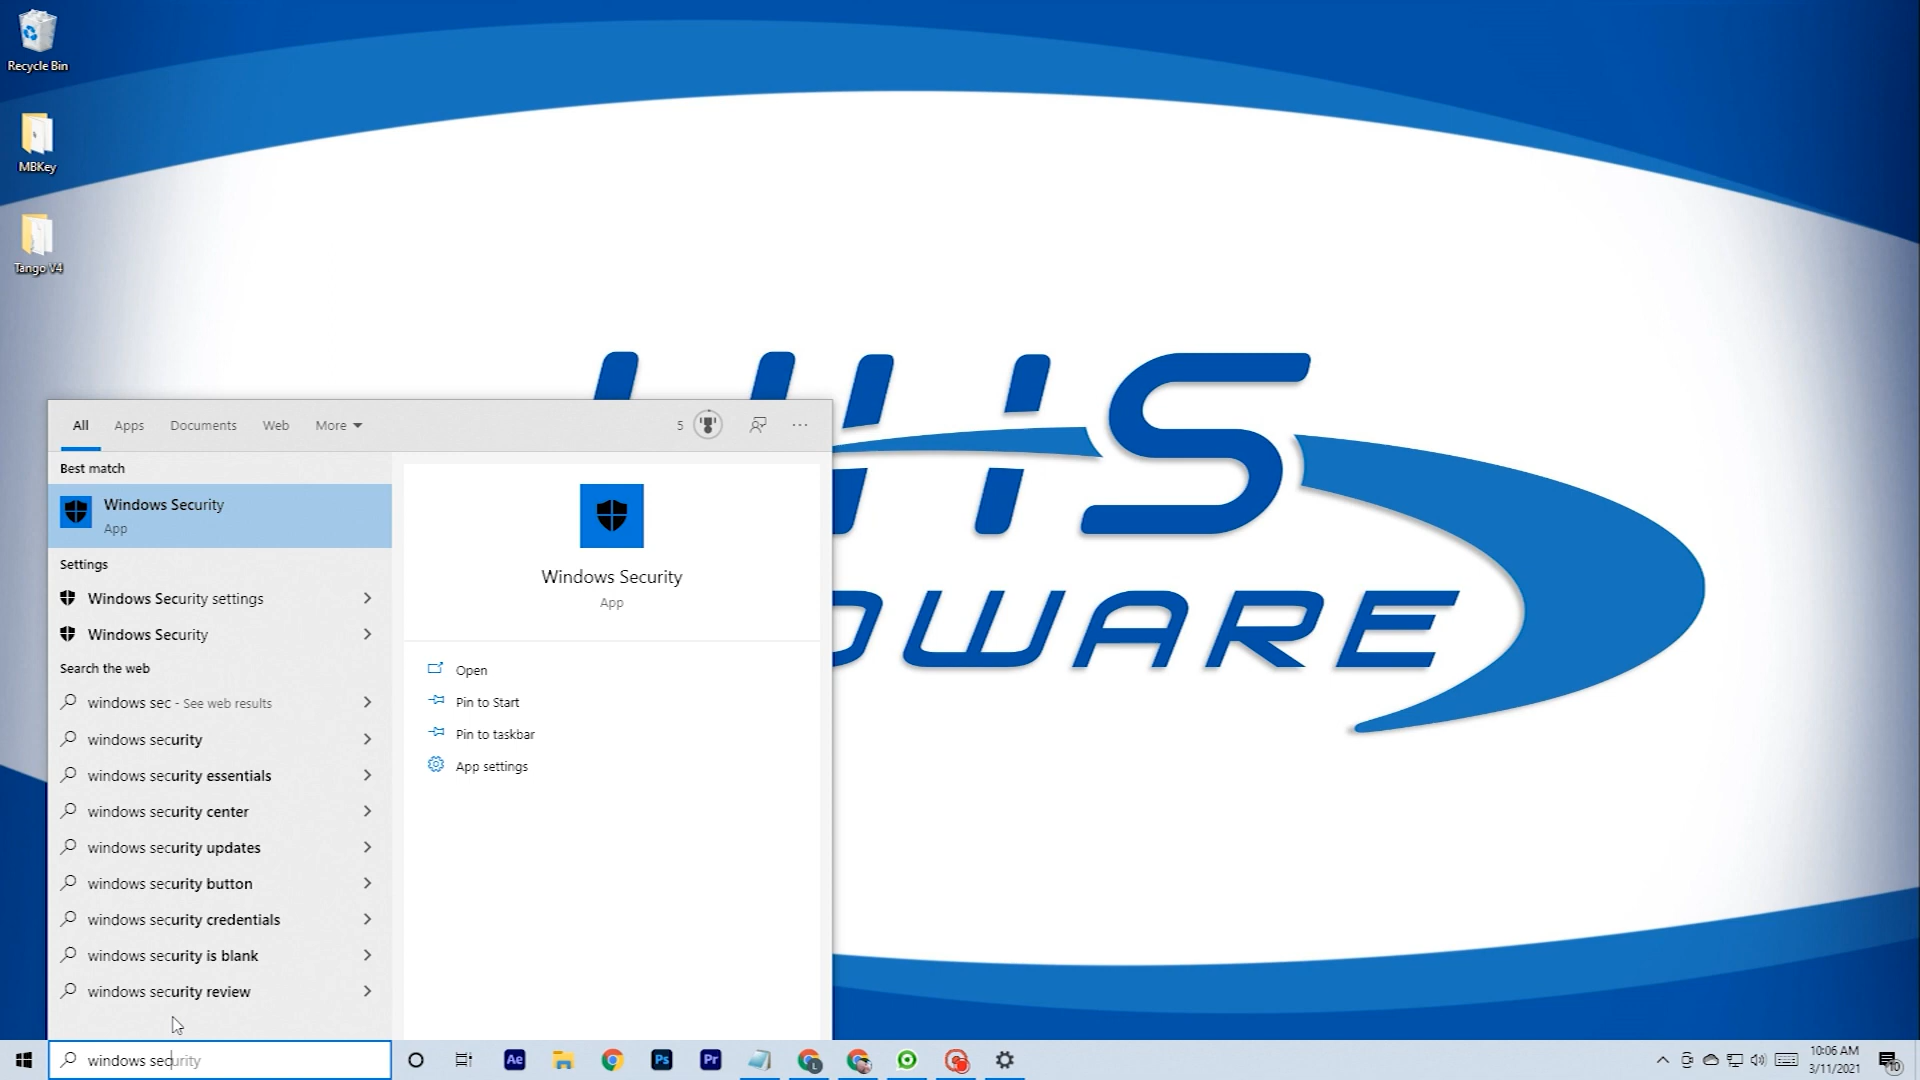 Recycle Bin
MBKey
Tango V4
All
Apps
Documents
Web
More
5
Best match
Windows Security
App
Settings
Windows Security settings
Windows Security
Search the web
windows sec - See web results
windows security
windows security essentials
windows security center
windows security updates
windows security button
windows security credentials
windows security is blank
windows security review
Windows Security
App
Open
Pin to Start
Pin to taskbar
App settings
windows security
Ae
Ps
Pr
L
10:06 AM
3/11/2021
10